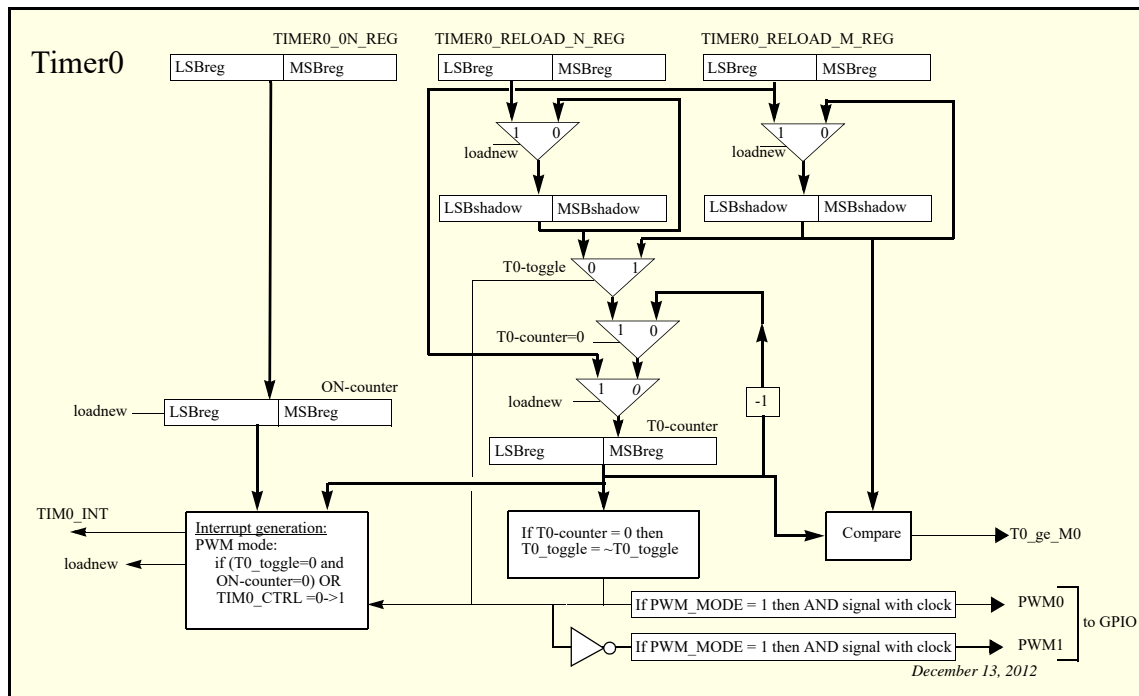 Timer0
TIMER0_0N_REG
TIMER0_RELOAD_N_REG
TIMER0_RELOAD_M_REG
LSBreg MSBreg
LSBreg MSBreg
LSBreg MSBreg
1 0
loadnew
1 0
loadnew
LSBshadow MSBshadow
LSBshadow MSBshadow
T0-toggle
0 1
T0-counter=0
1 0
loadnew
1 0
-1
ON-counter
loadnew
LSBreg MSBreg
T0-counter
LSBreg MSBreg
TIM0_INT
loadnew
Interrupt generation:
PWM mode:
if (T0_toggle=0 and
ON-counter=0) OR
TIM0_CTRL =0->1
If T0-counter = 0 then
T0_toggle = ~T0_toggle
Compare
T0_ge_M0
If PWM_MODE = 1 then AND signal with clock
PWM0
If PWM_MODE = 1 then AND signal with clock
PWM1
to GPIO
December 13, 2012